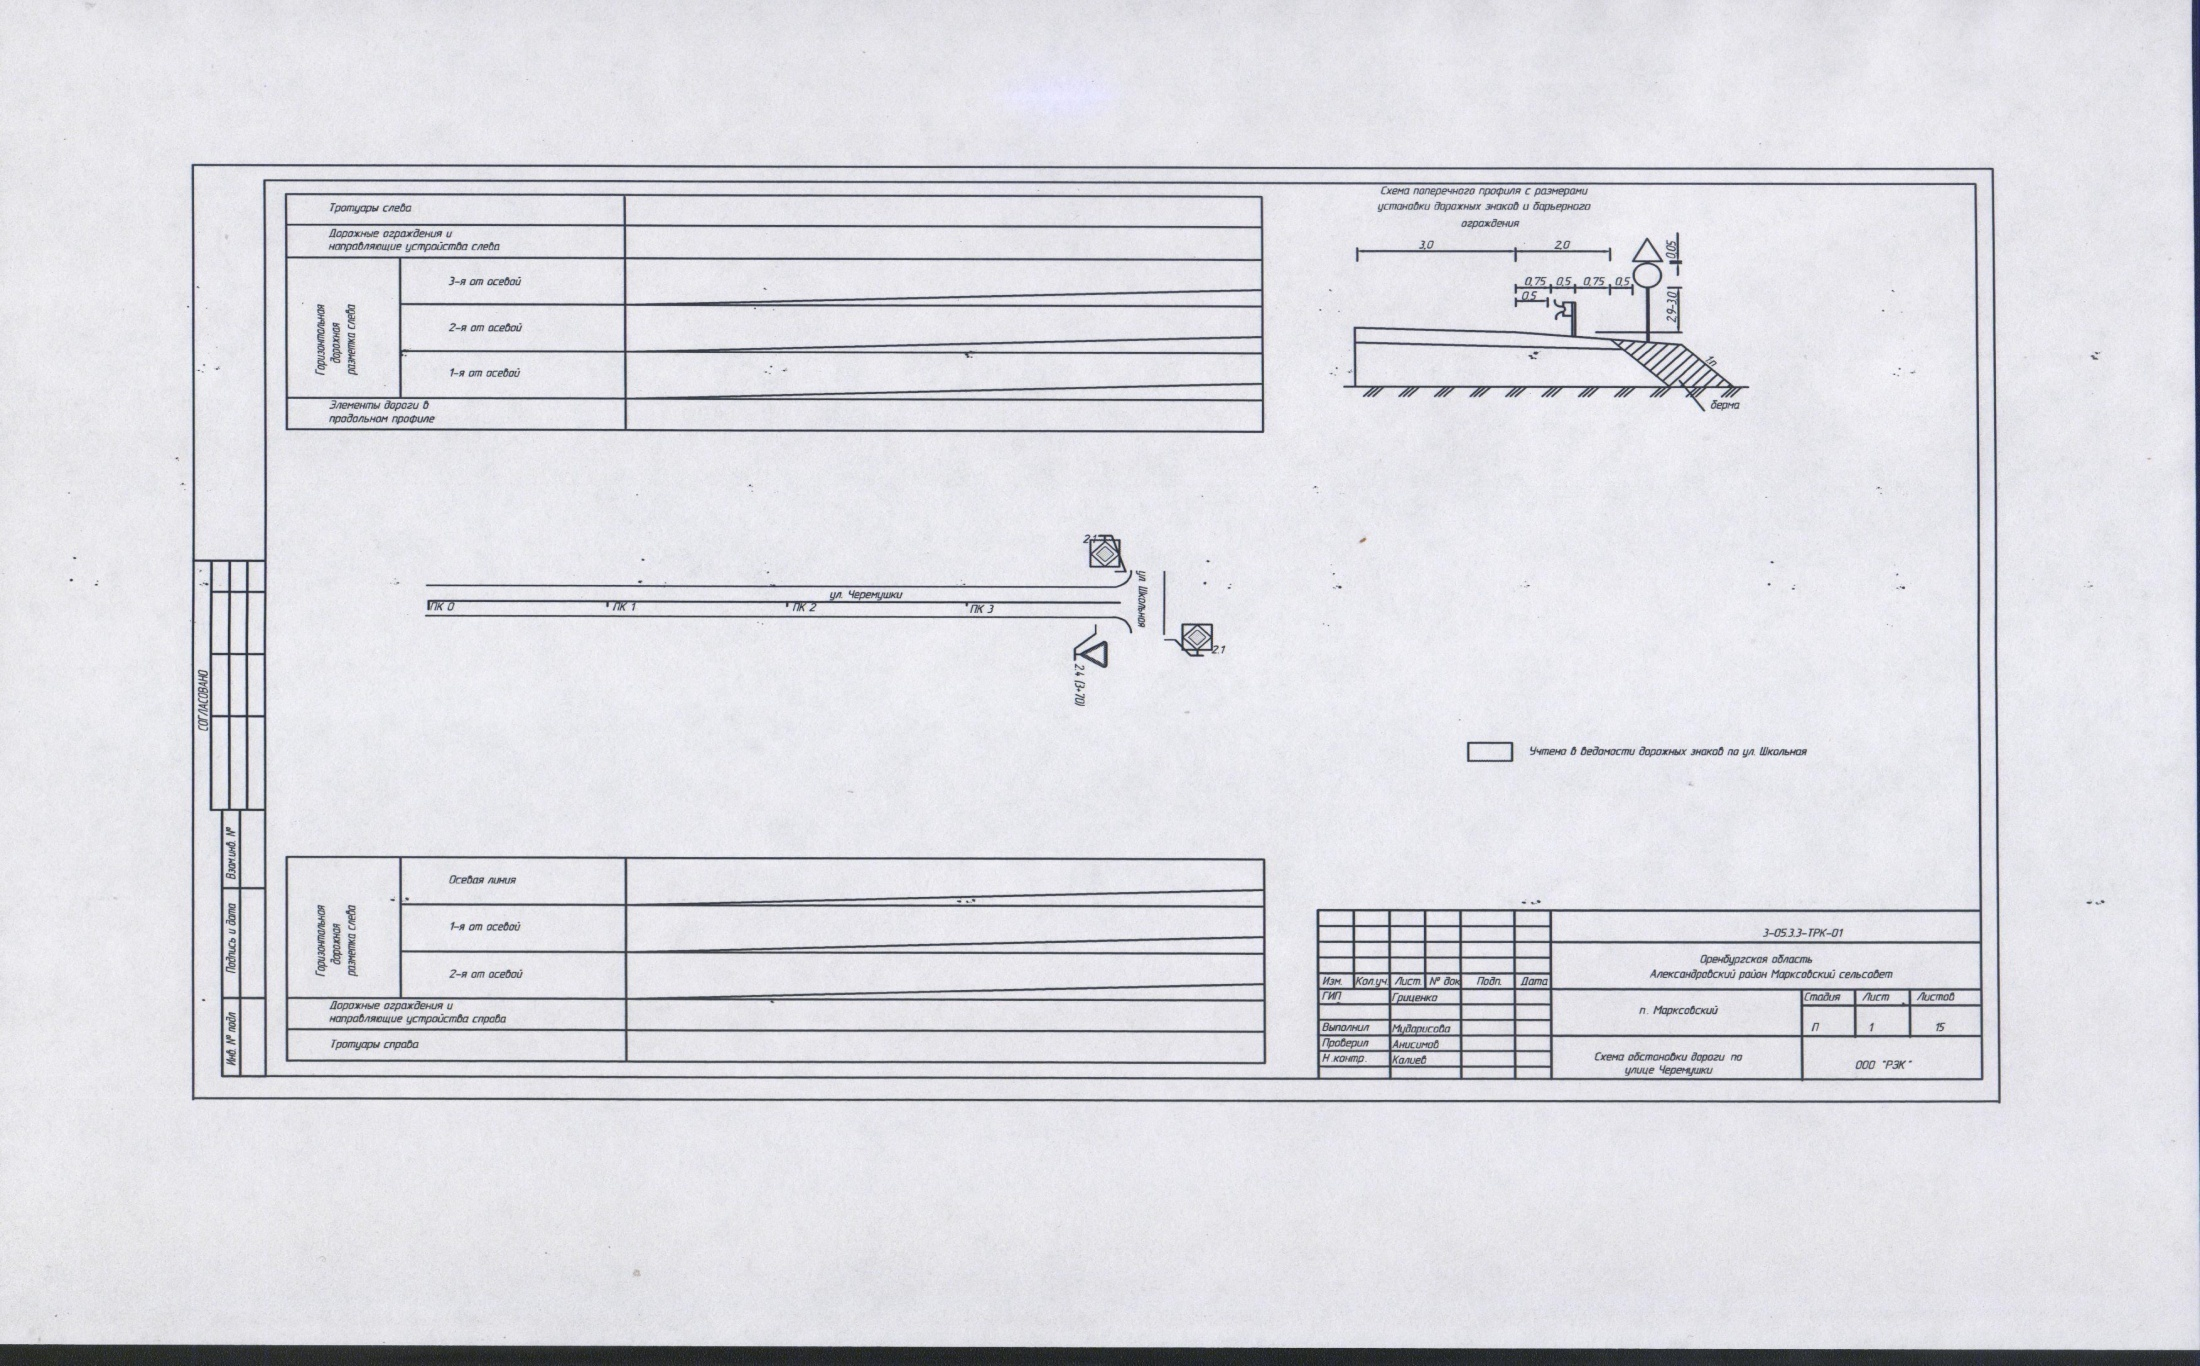 Тротуары слева
Дорожные ограждения и
направляющие устройства слева
Горизонтальная
дорожная
разметка слева
3-я от осевой
2-я от осевой
1-я от осевой
Элементы дороги в
продольном профиле
Схема поперечного профиля с размерами
установки дорожных знаков и барьерного
ограждения
3,0
2,0
0,05
0,75
0,5
0,75
0,5
0,5
2,9-3,0
1п
берма
2.1
ул. Черемушки
ул. Школьная
ПК 0
ПК 1
ПК 2
ПК 3
2.1
2.4 (3+70)
Учтено в ведомости дорожных знаков по ул. Школьная
СОГЛАСОВАНО
Взам.инв. №
Подпись и дата
Инв. № подл
Горизонтальная
дорожная
разметка слева
Осевая линия
1-я от осевой
2-я от осевой
Дорожные ограждения и
направляющие устройства справа
Тротуары справа
3-05.3.3-ТРК-01
Оренбургская область
Александровский район Марксовский сельсовет
Изм. Кол.уч. Лист. № док Подп. Дата
ГИП Гриценко
Выполнил Мударисова
Проверил Анисимов
Н.контр. Калиев
п. Марксовский
Стадия Лист Листов
П 1 15
Схема обстановки дороги по
улице Черемушки
ООО "РЭК"